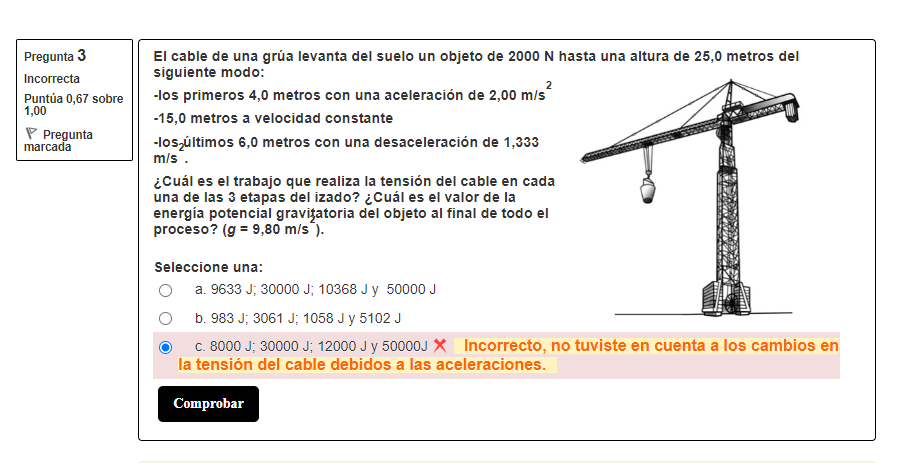 Pregunta 3
Incorrecta
Puntúa 0,67 sobre
1,00
Pregunta
marcada
El cable de una grúa levanta del suelo un objeto de 2000 N hasta una altura de 25,0 metros del
siguiente modo:
-los primeros 4,0 metros con una aceleración de 2,00 m/s²
-15,0 metros a velocidad constante
-los últimos 6,0 metros con una desaceleración de 1,333
m/s².
¿Cuál es el trabajo que realiza la tensión del cable en cada
una de las 3 etapas del izado? ¿Cuál es el valor de la
energía potencial gravitatoria del objeto al final de todo el
proceso? (g = 9,80 m/s²).
Seleccione una:
a. 9633 J; 30000 J; 10368 J y 50000 J
b. 983 J; 3061 J; 1058 J y 5102 J
c. 8000 J; 30000 J; 12000 J y 50000J Incorrecto, no tuviste en cuenta a los cambios en
la tensión del cable debidos a las aceleraciones.
Comprobar